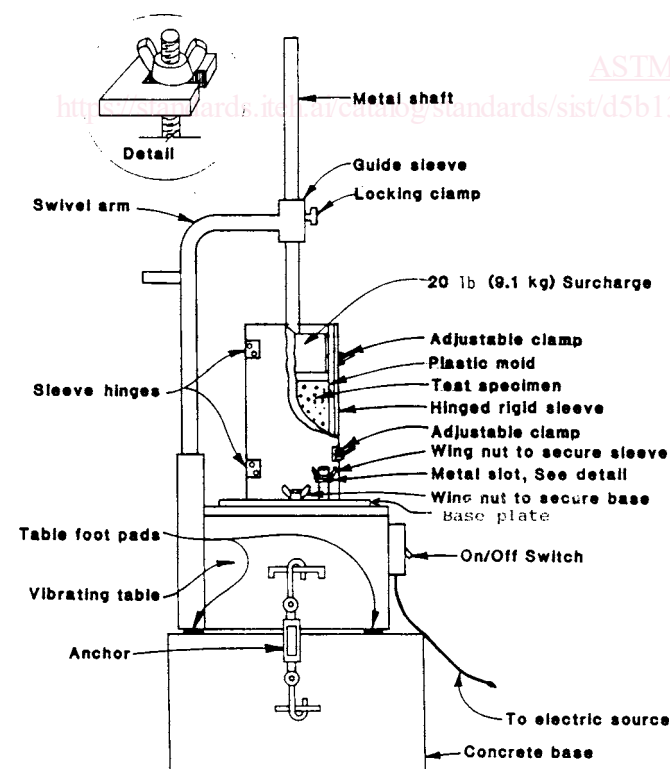 ASTM
https://standards.iteh.ai/catalog/standards/sist/d5b1
Detail
Metal shaft
Guide sleeve
Locking clamp
Swivel arm
20 lb (9.1 kg) Surcharge
Adjustable clamp
Plastic mold
Test specimen
Sleeve hinges
Hinged rigid sleeve
Adjustable clamp
Wing nut to secure sleeve
Metal slot, See detail
Wing nut to secure base
Base plate
Table foot pads
On/Off Switch
Vibrating table
Anchor
To electric source
Concrete base